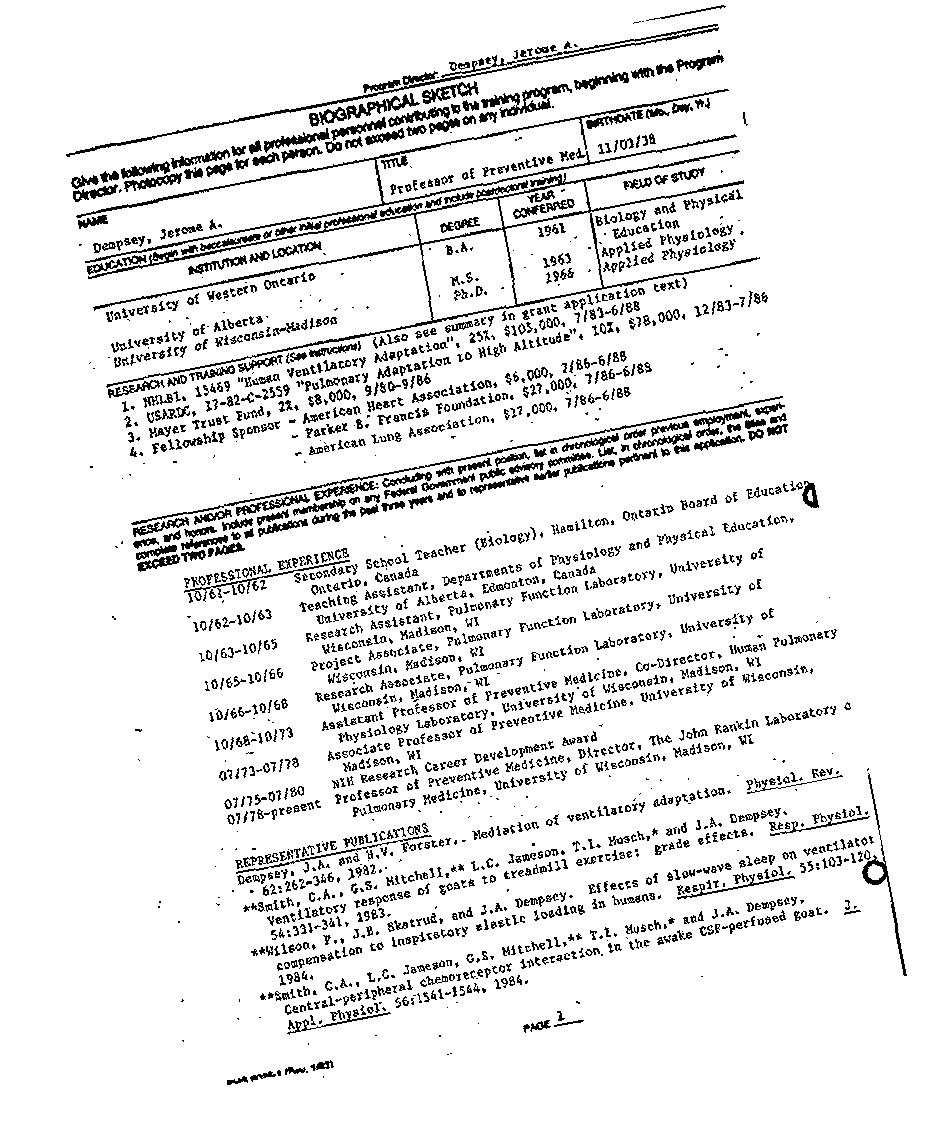 Program Director: Dempsey, Jerome A.
BIOGRAPHICAL SKETCH
Give the following information for all professional personnel contributing to the training program, beginning with the Program
Director. Photocopy this page for each person. Do not exceed two pages on any individual.
NAME
TITLE
BIRTHDATE (Mo., Day, Yr.)
Dempsey, Jerome A.
Professor of Preventive Med.
11/03/38
EDUCATION (Begin with baccalaureate or other initial professional education and include postdoctoral training)
INSTITUTION AND LOCATION
DEGREE
YEAR CONFERRED
FIELD OF STUDY
University of Western Ontario B.A. 1961 Biology and Physical
Education
University of Alberta M.S. 1963 Applied Physiology
University of Wisconsin-Madison Ph.D. 1966 Applied Physiology
RESEARCH AND TRAINING SUPPORT (See instructions) (Also see summary in grant application text)
1. NHLBI, 15469 "Human Ventilatory Adaptation", 25%, $105,000, 7/83-6/88
2. USARDC, 17-82-C-2559 "Pulmonary Adaptation to High Altitude", 10%, $78,000, 12/83-7/86
3. Mayer Trust Fund, 2%, $8,000, 9/80-9/86
4. Fellowship Sponsor - American Heart Association, $6,000, 7/86-6/88
- Parker B. Francis Foundation, $27,000, 7/86-6/88
- American Lung Association, $27,000, 7/86-6/88
RESEARCH AND/OR PROFESSIONAL EXPERIENCE: Concluding with present position, list in chronological order previous employment, experi-
ence, and honors. Include present membership on any Federal Government public advisory committee. List, in chronological order, the titles and
complete references to all publications during the past three years and to representative earlier publications pertinent to this application. DO NOT
EXCEED TWO PAGES.
PROFESSIONAL EXPERIENCE
10/61-10/62 Secondary School Teacher (Biology), Hamilton, Ontario Board of Education
Ontario, Canada
10/62-10/63 Teaching Assistant, Departments of Physiology and Physical Education,
University of Alberta, Edmonton, Canada
10/63-10/65 Research Assistant, Pulmonary Function Laboratory, University of
Wisconsin, Madison, WI
10/65-10/66 Project Associate, Pulmonary Function Laboratory, University of
Wisconsin, Madison, WI
10/66-10/68 Research Associate, Pulmonary Function Laboratory, University of
Wisconsin, Madison, WI
10/68-10/73 Assistant Professor of Preventive Medicine, Co-Director, Human Pulmonary
Physiology Laboratory, University of Wisconsin, Madison, WI
07/73-07/78 Associate Professor of Preventive Medicine, University of Wisconsin,
Madison, WI
07/75-07/80 NIH Research Career Development Award
07/78-present Professor of Preventive Medicine, Director, The John Rankin Laboratory o
Pulmonary Medicine, University of Wisconsin, Madison, WI
REPRESENTATIVE PUBLICATIONS
Dempsey, J.A. and H.V. Forster. Mediation of ventilatory adaptation. Physiol. Rev.
62:262-346, 1982.
**Smith, C.A., G.S. Mitchell,** L.C. Jameson, T.I. Musch,* and J.A. Dempsey.
Ventilatory response of goats to treadmill exercise: grade effects. Resp. Physiol.
54:331-341, 1983.
**Wilson, P., J.B. Skatrud, and J.A. Dempsey. Effects of slow-wave sleep on ventilator
compensation to inspiratory elastic loading in humans. Respir. Physiol. 55:103-120,
1984.
**Smith, C.A., L.C. Jameson, G.S. Mitchell,** T.I. Musch,* and J.A. Dempsey.
Central-peripheral chemoreceptor interaction in the awake CSF-perfused goat. J.
Appl. Physiol. 56:1541-1544, 1984.
PAGE 1